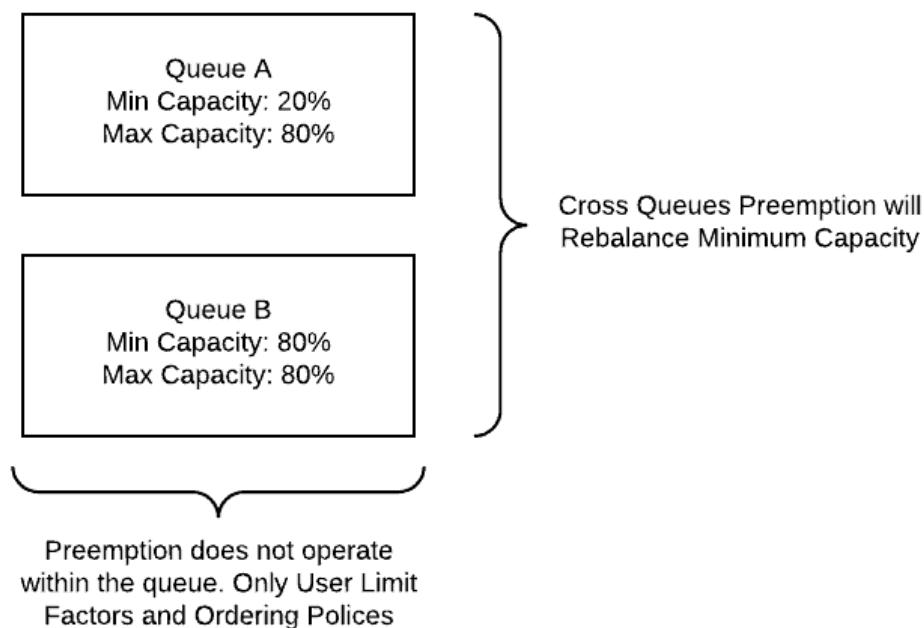 Queue A
Min Capacity: 20%
Max Capacity: 80%
Cross Queues Preemption will
Rebalance Minimum Capacity
Queue B
Min Capacity: 80%
Max Capacity: 80%
Preemption does not operate
within the queue. Only User Limit
Factors and Ordering Polices